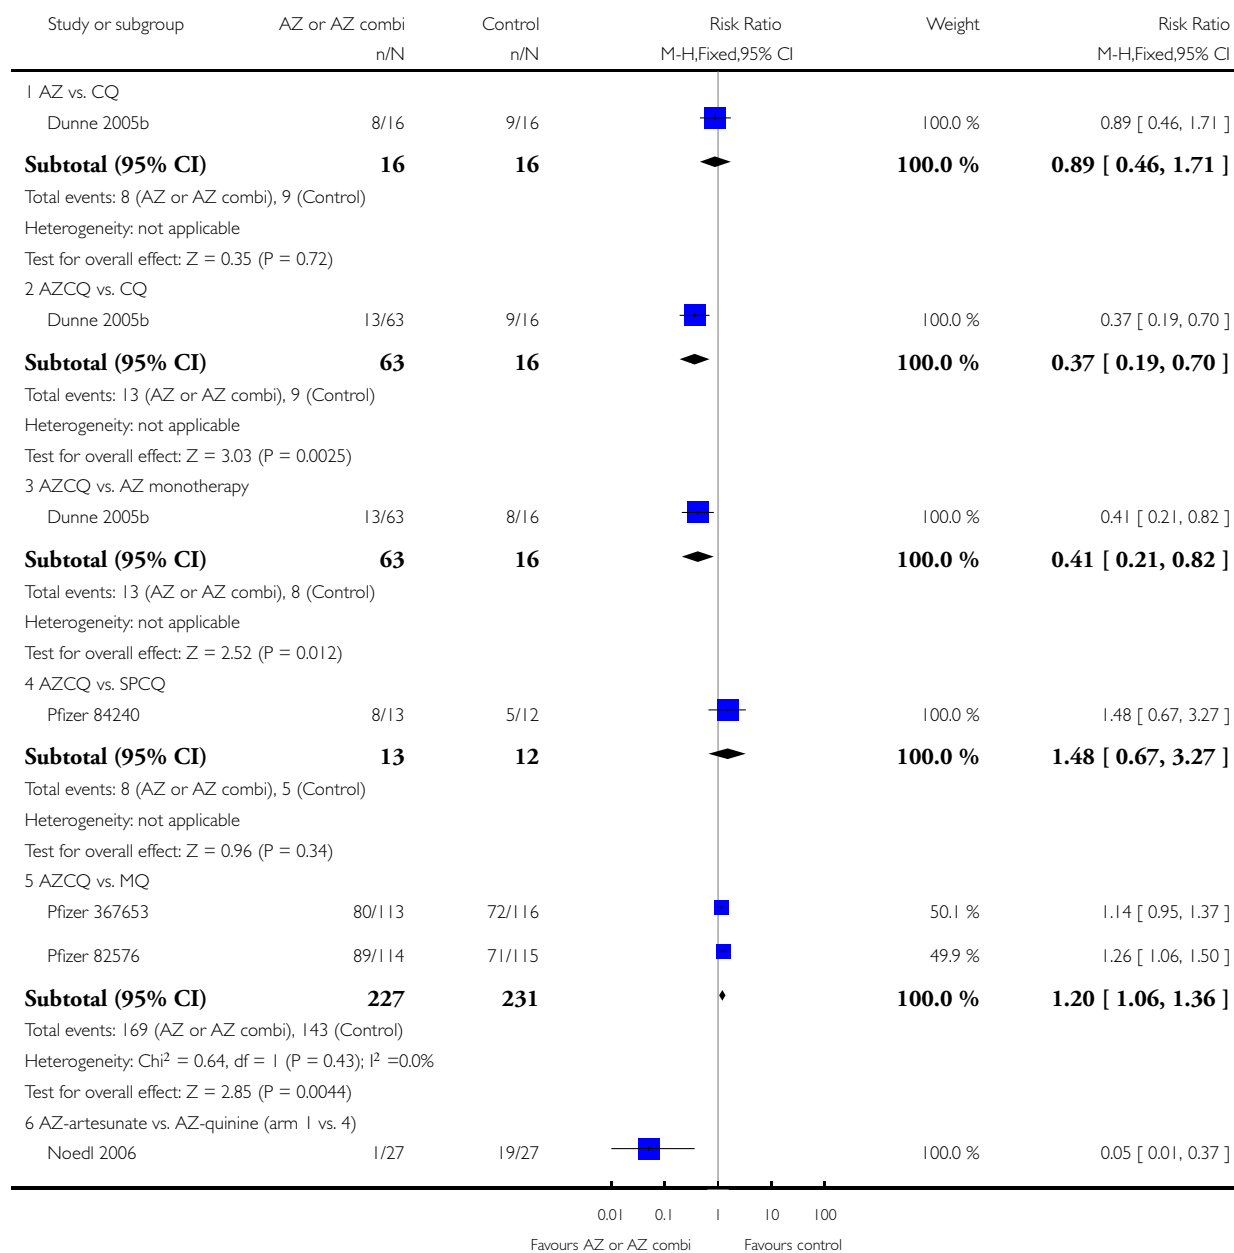 Study or subgroup AZ or AZ combi Control Risk Ratio Weight Risk Ratio
n/N n/N M-H,Fixed,95% CI M-H,Fixed,95% CI
1 AZ vs. CQ
Dunne 2005b 8/16 9/16 100.0 % 0.89 [ 0.46, 1.71 ]
Subtotal (95% CI) 16 16 100.0 % 0.89 [ 0.46, 1.71 ]
Total events: 8 (AZ or AZ combi), 9 (Control)
Heterogeneity: not applicable
Test for overall effect: Z = 0.35 (P = 0.72)
2 AZCQ vs. CQ
Dunne 2005b 13/63 9/16 100.0 % 0.37 [ 0.19, 0.70 ]
Subtotal (95% CI) 63 16 100.0 % 0.37 [ 0.19, 0.70 ]
Total events: 13 (AZ or AZ combi), 9 (Control)
Heterogeneity: not applicable
Test for overall effect: Z = 3.03 (P = 0.0025)
3 AZCQ vs. AZ monotherapy
Dunne 2005b 13/63 8/16 100.0 % 0.41 [ 0.21, 0.82 ]
Subtotal (95% CI) 63 16 100.0 % 0.41 [ 0.21, 0.82 ]
Total events: 13 (AZ or AZ combi), 8 (Control)
Heterogeneity: not applicable
Test for overall effect: Z = 2.52 (P = 0.012)
4 AZCQ vs. SPCQ
Pfizer 84240 8/13 5/12 100.0 % 1.48 [ 0.67, 3.27 ]
Subtotal (95% CI) 13 12 100.0 % 1.48 [ 0.67, 3.27 ]
Total events: 8 (AZ or AZ combi), 5 (Control)
Heterogeneity: not applicable
Test for overall effect: Z = 0.96 (P = 0.34)
5 AZCQ vs. MQ
Pfizer 367653 80/113 72/116 50.1 % 1.14 [ 0.95, 1.37 ]
Pfizer 82576 89/114 71/115 49.9 % 1.26 [ 1.06, 1.50 ]
Subtotal (95% CI) 227 231 100.0 % 1.20 [ 1.06, 1.36 ]
Total events: 169 (AZ or AZ combi), 143 (Control)
Heterogeneity: Chi² = 0.64, df = 1 (P = 0.43); I² =0.0%
Test for overall effect: Z = 2.85 (P = 0.0044)
6 AZ-artesunate vs. AZ-quinine (arm 1 vs. 4)
Noedl 2006 1/27 19/27 100.0 % 0.05 [ 0.01, 0.37 ]
0.01 0.1 1 10 100
Favours AZ or AZ combi Favours control